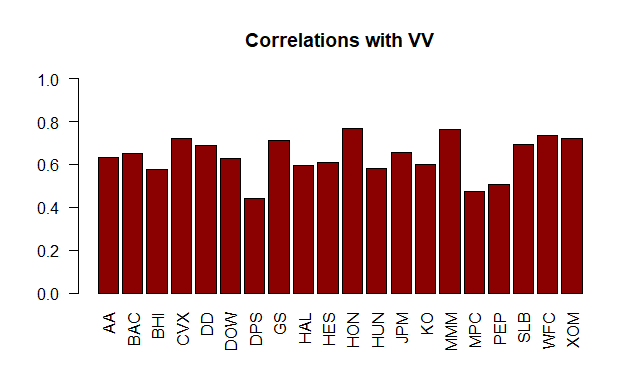 Correlations with VV
1.0
0.8
0.6
0.4
0.2
0.0
AA
BAC
BHI
CVX
DD
DOW
DPS
GS
HAL
HES
HON
HUN
JPM
KO
MMM
MPC
PEP
SLB
WFC
XOM